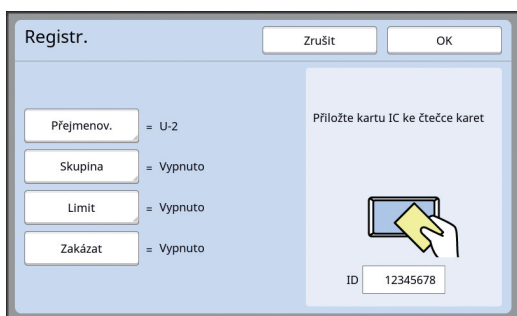 Registr.
Zrušit
OK
Přejmenov. = U-2
Skupina = Vypnuto
Limit = Vypnuto
Zakázat = Vypnuto
Přiložte kartu IC ke čtečce karet
ID 12345678